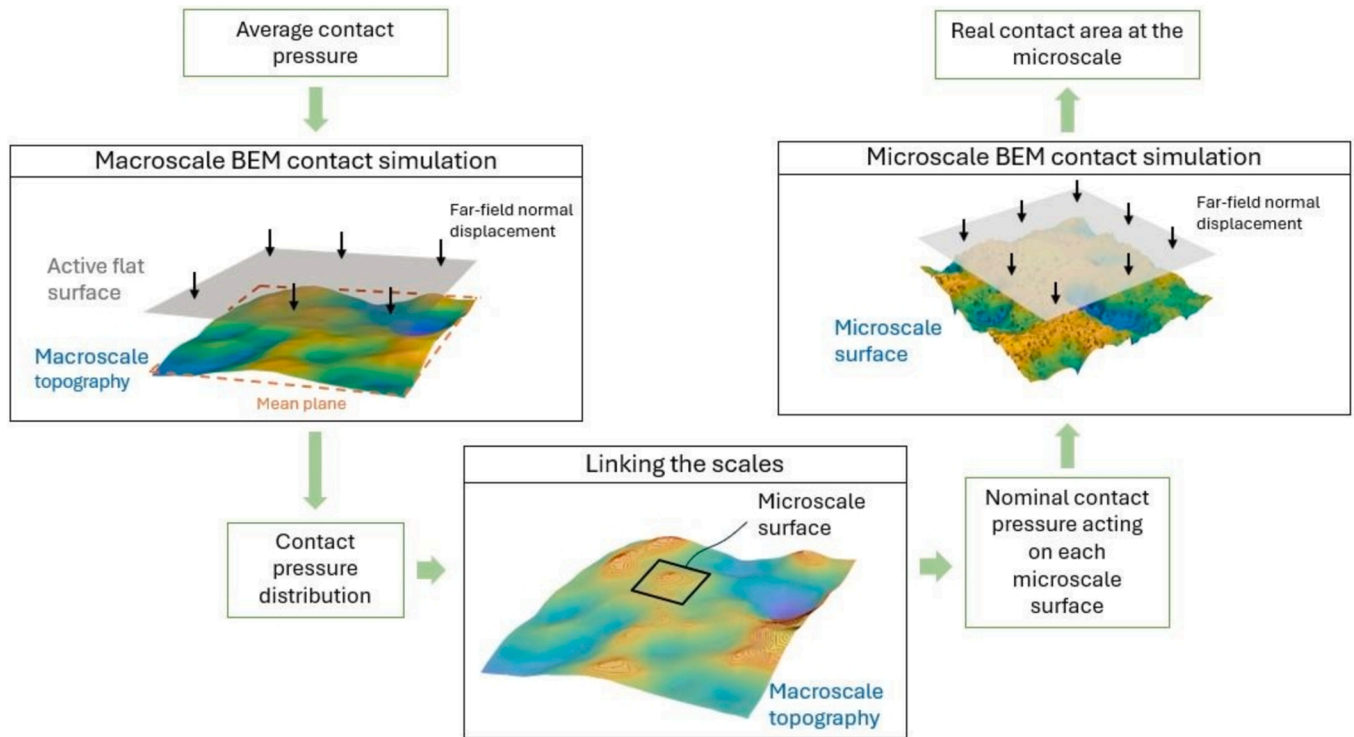 Average contact
pressure
Macroscale BEM contact simulation
Far-field normal
displacement
Active flat
surface
Macroscale
topography
Mean plane
Contact
pressure
distribution
Linking the scales
Microscale
surface
Macroscale
topography
Nominal contact
pressure acting
on each
microscale
surface
Microscale BEM contact simulation
Far-field normal
displacement
Microscale
surface
Real contact area at the
microscale